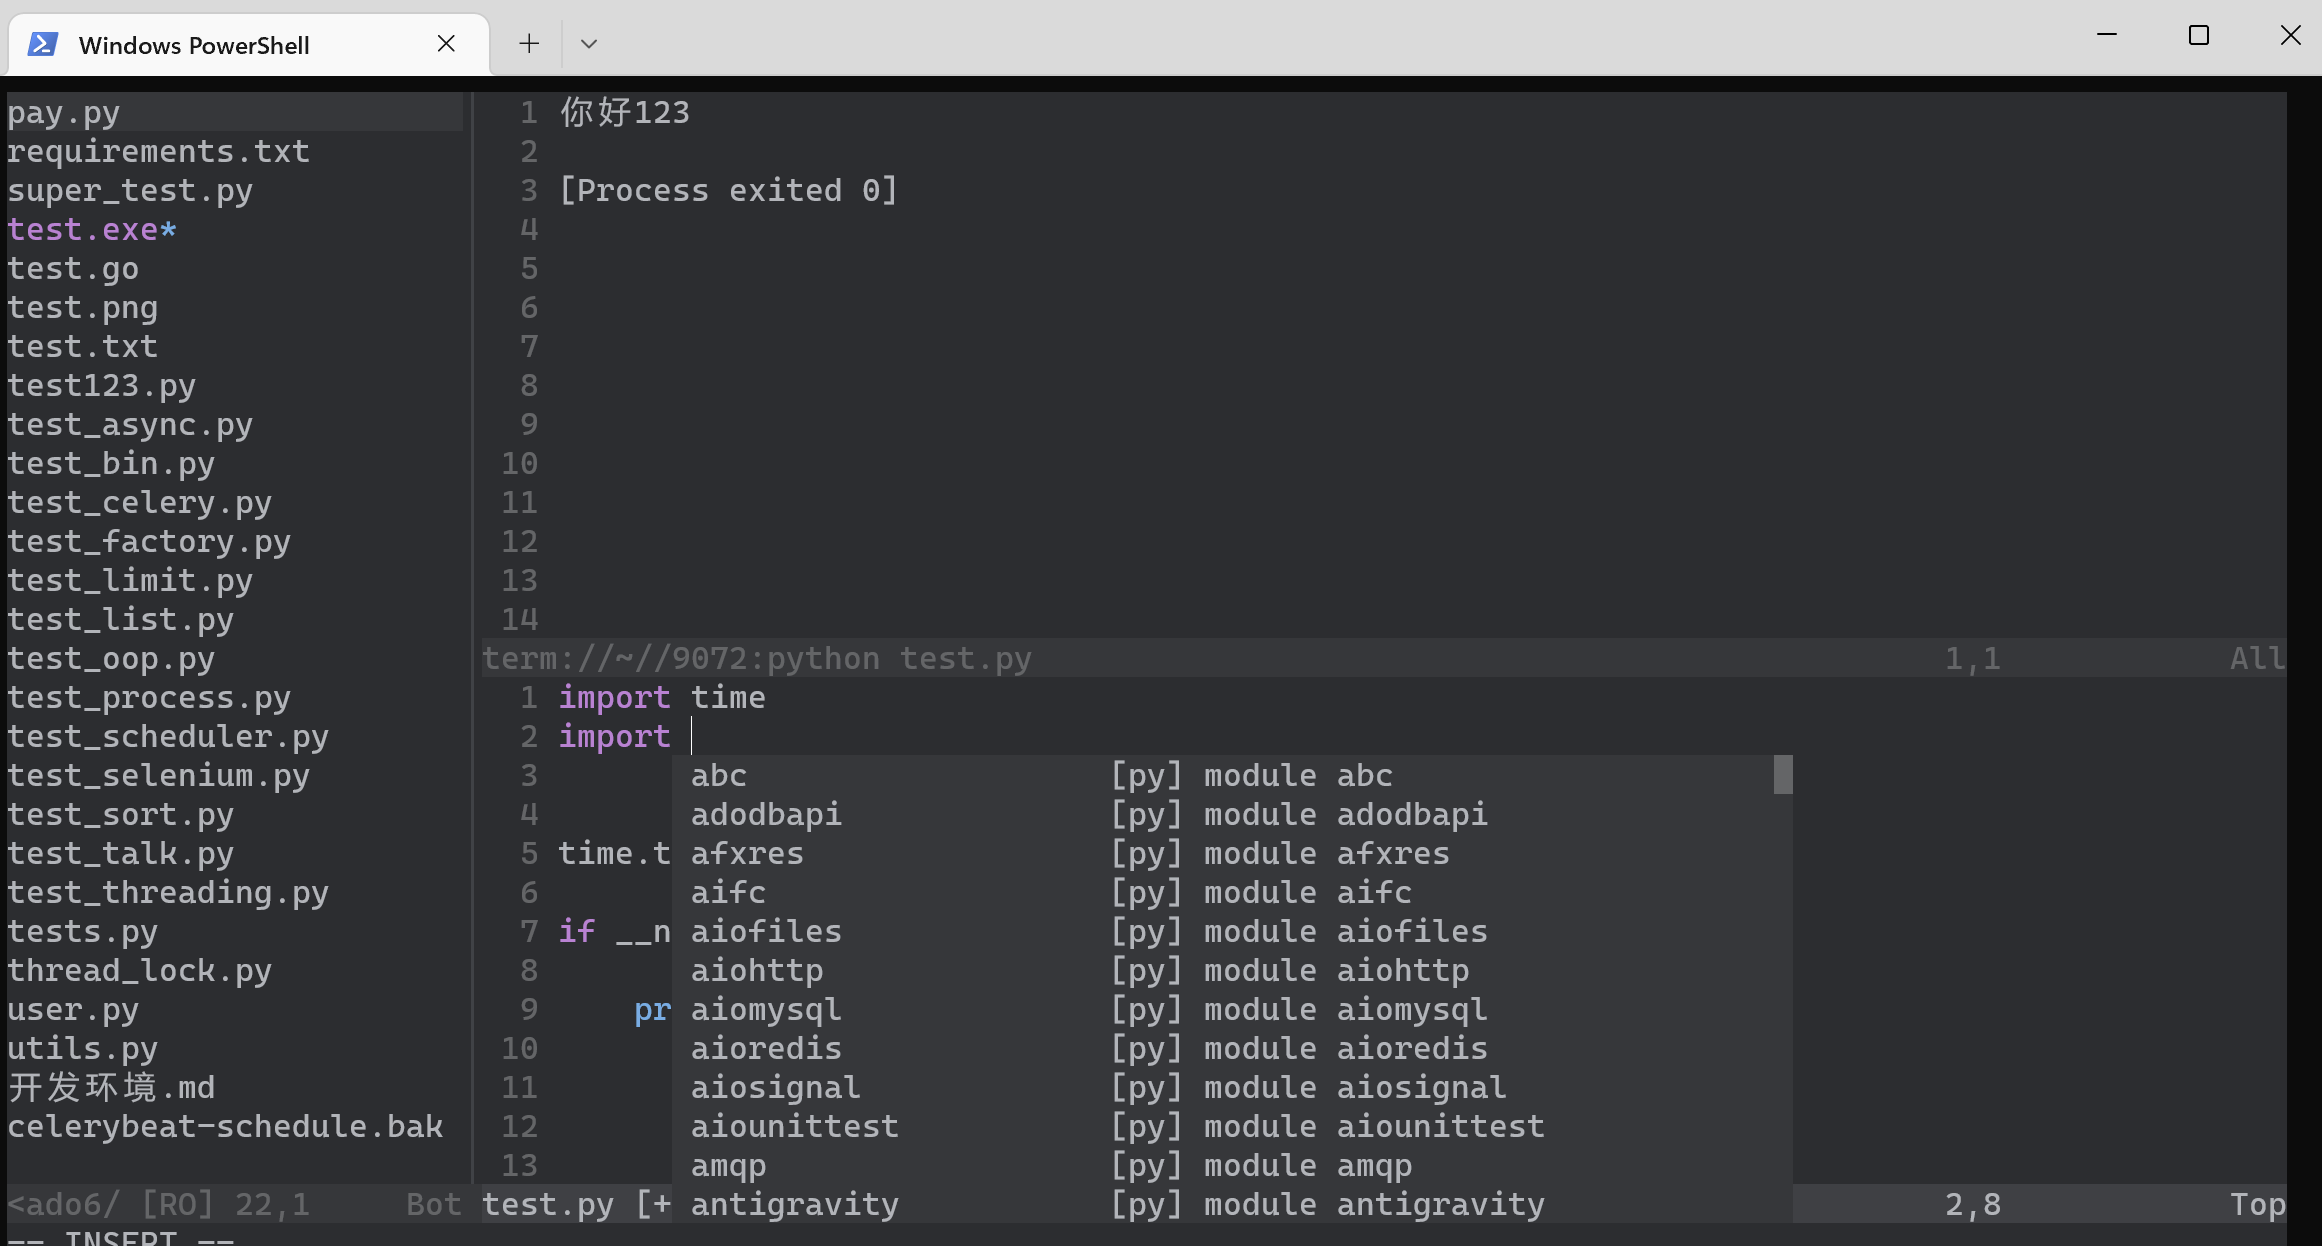 Windows PowerShell
pay.py
requirements.txt
super_test.py
test.exe*
test.go
test.png
test.txt
test123.py
test_async.py
test_bin.py
test_celery.py
test_factory.py
test_limit.py
test_list.py
test_oop.py
test_process.py
test_scheduler.py
test_selenium.py
test_sort.py
test_talk.py
test_threading.py
tests.py
thread_lock.py
user.py
utils.py
开发环境.md
celerybeat-schedule.bak
<ado6/ [RO] 22,1 Bot
1 你好123
2
3 [Process exited 0]
4
5
6
7
8
9
10
11
12
13
14
term://~//9072:python test.py 1,1 All
1 import time
2 import
3 abc [py] module abc
4 adodbapi [py] module adodbapi
5 time.t afxres [py] module afxres
6 aifc [py] module aifc
7 if __n aiofiles [py] module aiofiles
8 aiohttp [py] module aiohttp
9 pr aiomysql [py] module aiomysql
10 aioredis [py] module aioredis
11 aiosignal [py] module aiosignal
12 aiounittest [py] module aiounittest
13 amqp [py] module amqp
test.py [+ antigravity [py] module antigravity 2,8 Top
-- INSERT --